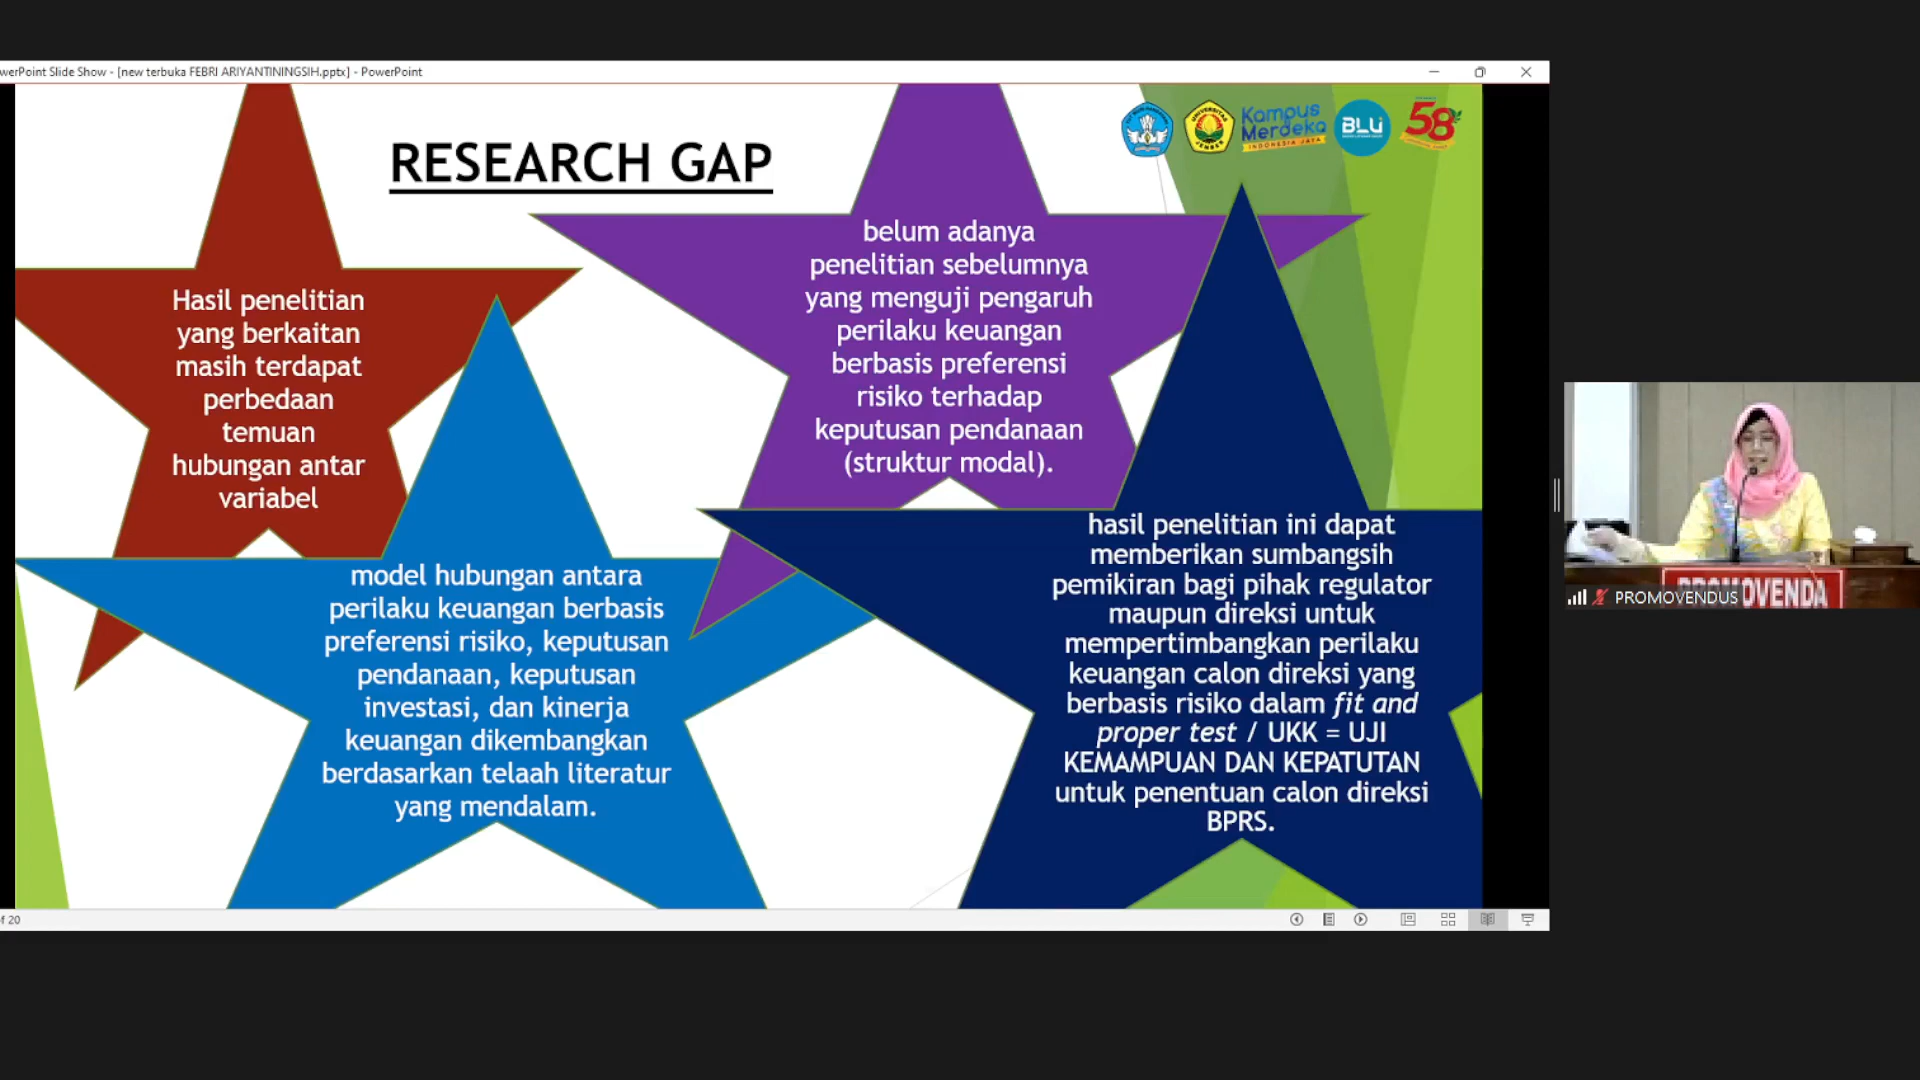 werPoint Slide Show - [new terbuka FEBRI ARIYANTININGSIH.pptx] - PowerPoint
RESEARCH GAP
UNIVERSITAS
JEMBER
Kampus
Merdeka
INDONESIA JAYA
BLU
58
Hasil penelitian
yang berkaitan
masih terdapat
perbedaan
temuan
hubungan antar
variabel
belum adanya
penelitian sebelumnya
yang menguji pengaruh
perilaku keuangan
berbasis preferensi
risiko terhadap
keputusan pendanaan
(struktur modal).
model hubungan antara
perilaku keuangan berbasis
preferensi risiko, keputusan
pendanaan, keputusan
investasi, dan kinerja
keuangan dikembangkan
berdasarkan telaah literatur
yang mendalam.
hasil penelitian ini dapat
memberikan sumbangsih
pemikiran bagi pihak regulator
maupun direksi untuk
mempertimbangkan perilaku
keuangan calon direksi yang
berbasis risiko dalam fit and
proper test / UKK = UJI
KEMAMPUAN DAN KEPATUTAN
untuk penentuan calon direksi
BPRS.
PROMOVENDA
PROMOVENDUS
of 20